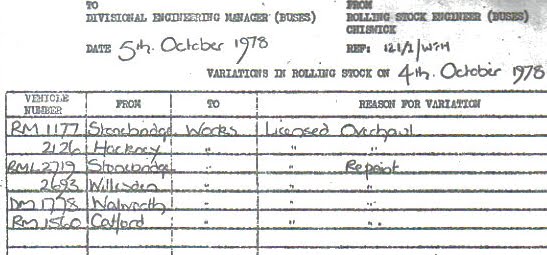 TO FROM
DIVISIONAL ENGINEERING MANAGER (BUSES) ROLLING STOCK ENGINEER (BUSES)
CHISWICK
DATE 5th. October 1978 REF: 121/1/WTH
VARIATIONS IN ROLLING STOCK ON 4th. October 1978
VEHICLE NUMBER FROM TO REASON FOR VARIATION
RM 1177 Stonebridge Works Licensed Overhaul
2126 Hackney " " "
RML 2719 Stonebridge " " Repaint
2693 Willesden " " "
DM 1778 Walworth " " "
RM 1560 Catford " " "